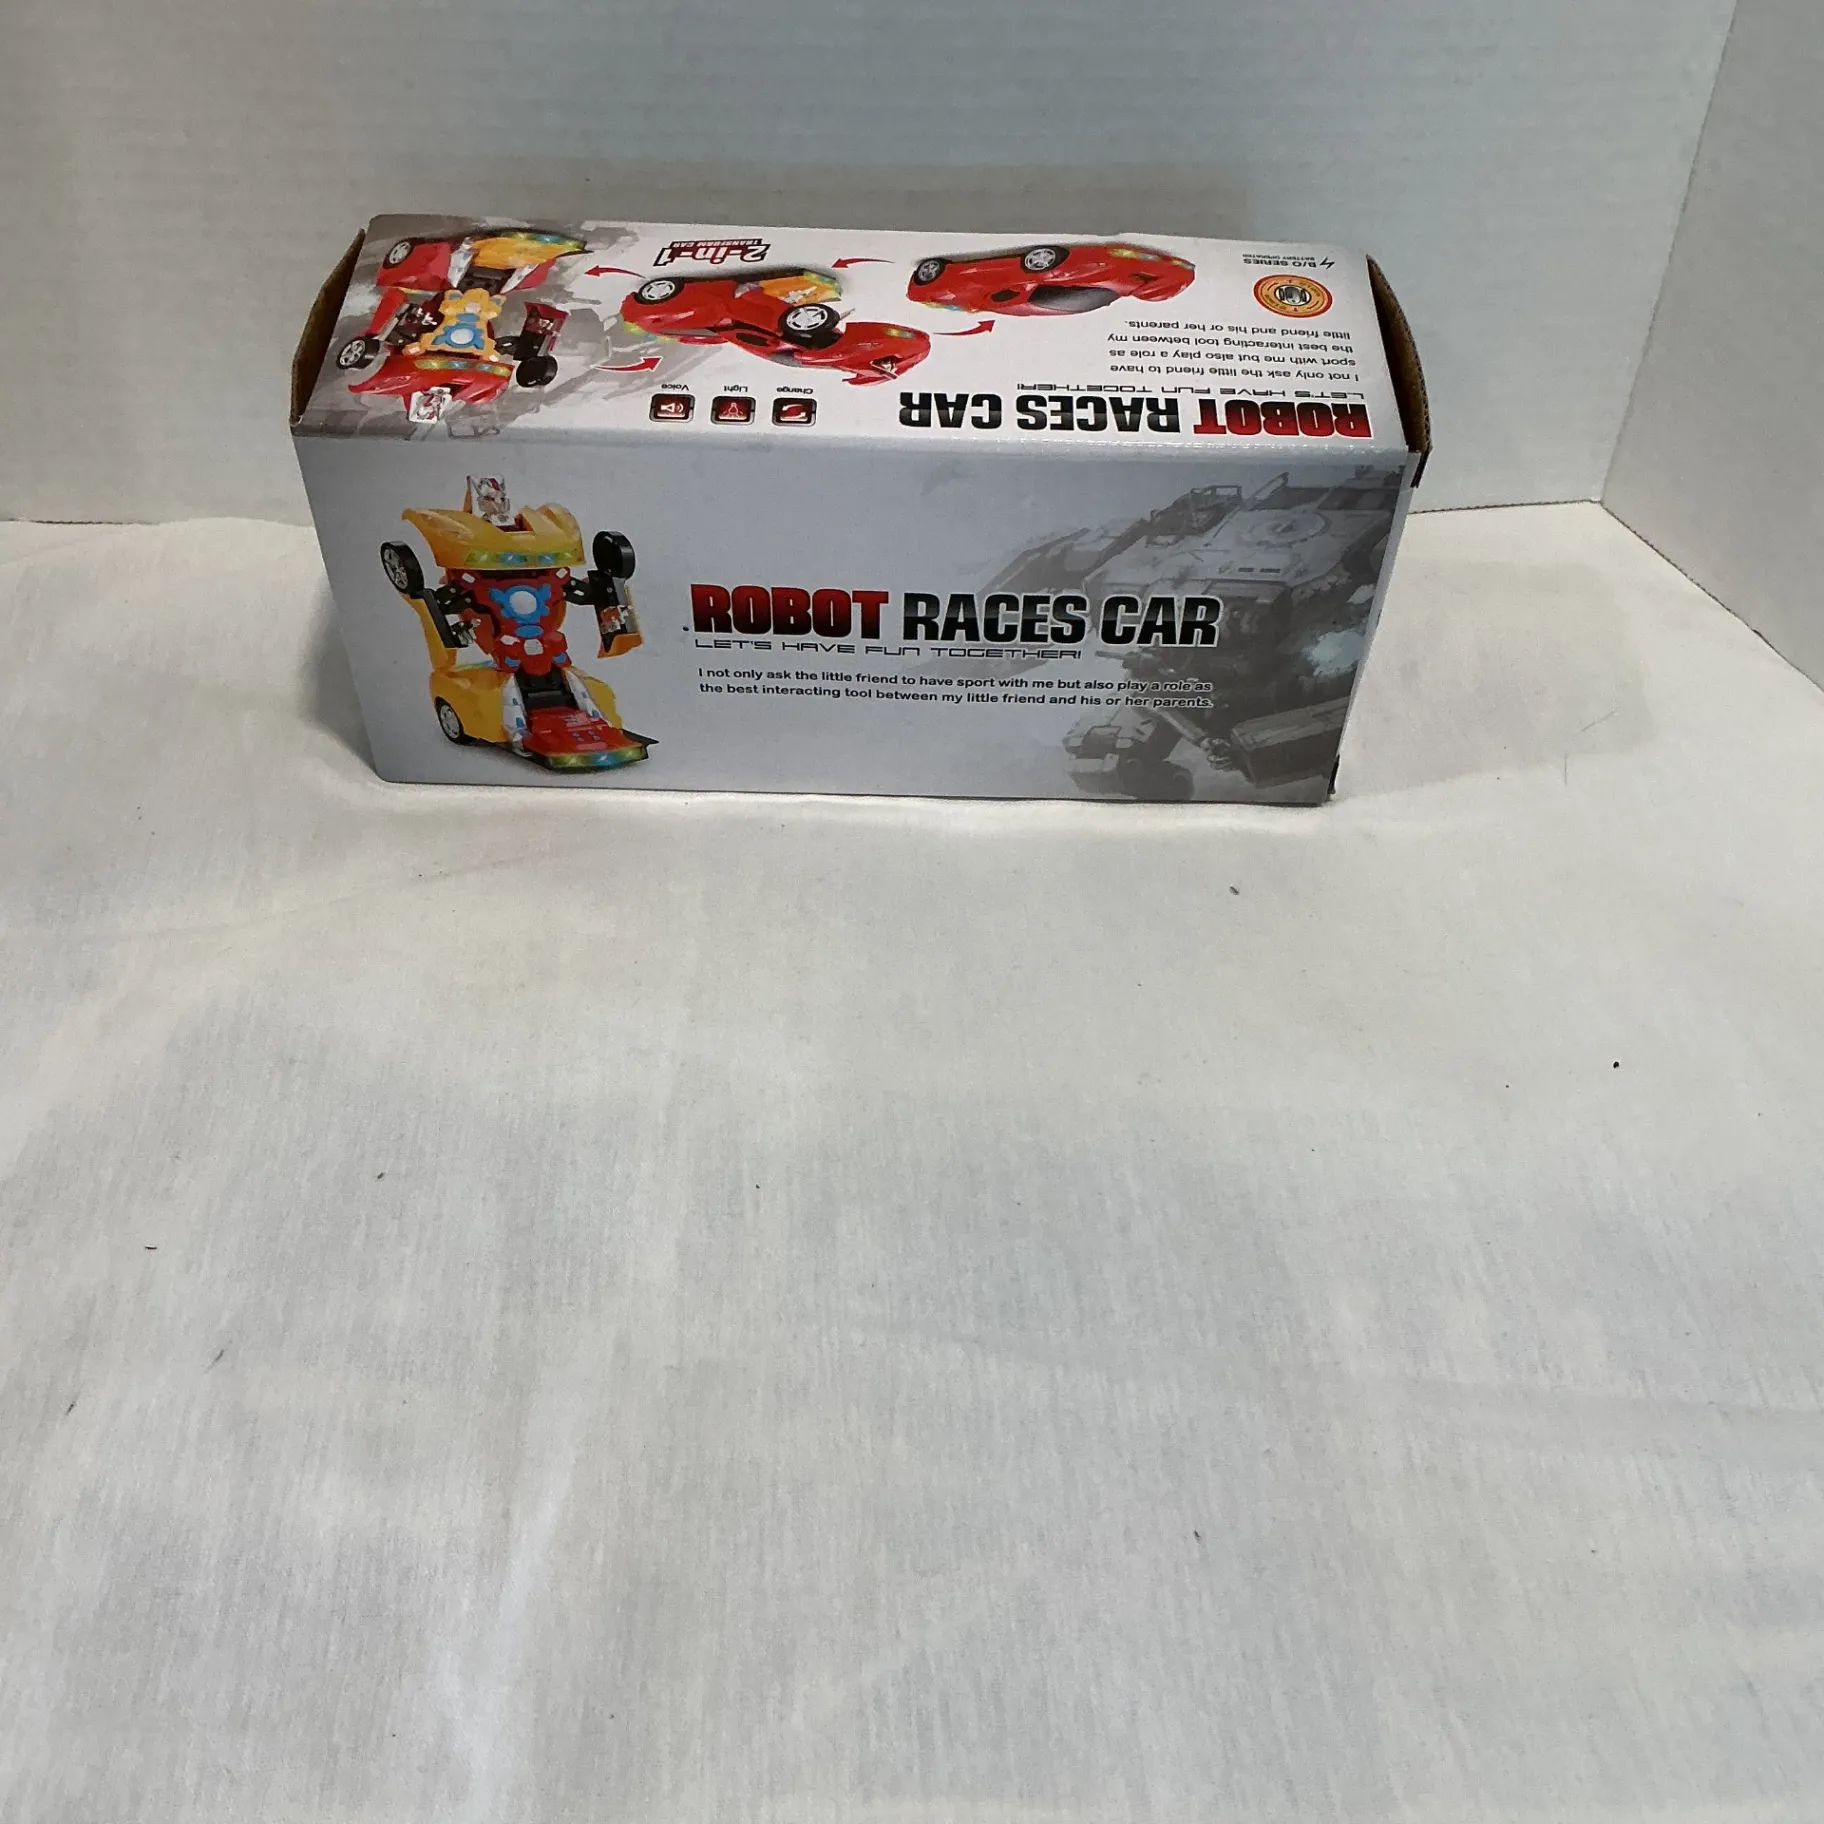 2-in-1
TRANSFORM CAR
B/O SERIES
BATTERY OPERATED
I not only ask the little friend to have
sport with me but also play a role as
the best interacting tool between my
little friend and his or her parents.
Change
Light
Voice
ROBOT RACES CAR
LET'S HAVE FUN TOGETHER!
ROBOT RACES CAR
LET'S HAVE FUN TOGETHER!
I not only ask the little friend to have sport with me but also play a role as
the best interacting tool between my little friend and his or her parents.